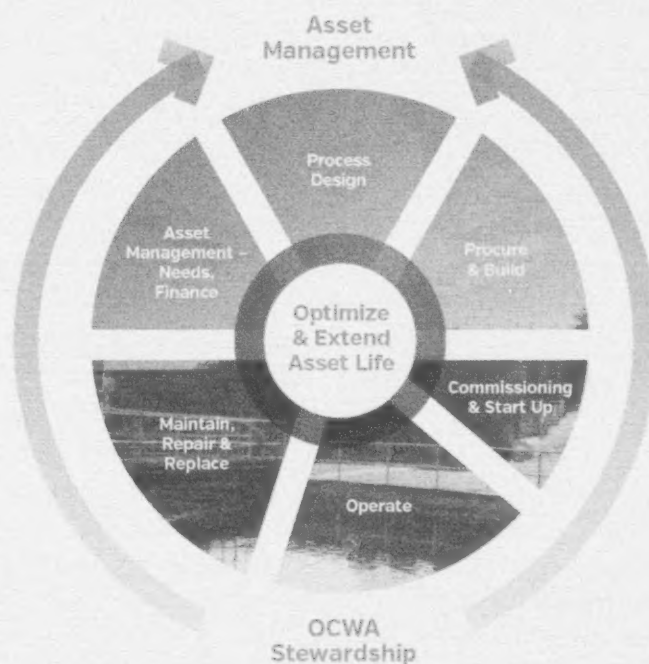 Asset
Management
Process
Design
Asset
Management –
Needs,
Finance
Procure
& Build
Optimize
& Extend
Asset Life
Commissioning
& Start Up
Maintain,
Repair &
Replace
Operate
OCWA
Stewardship